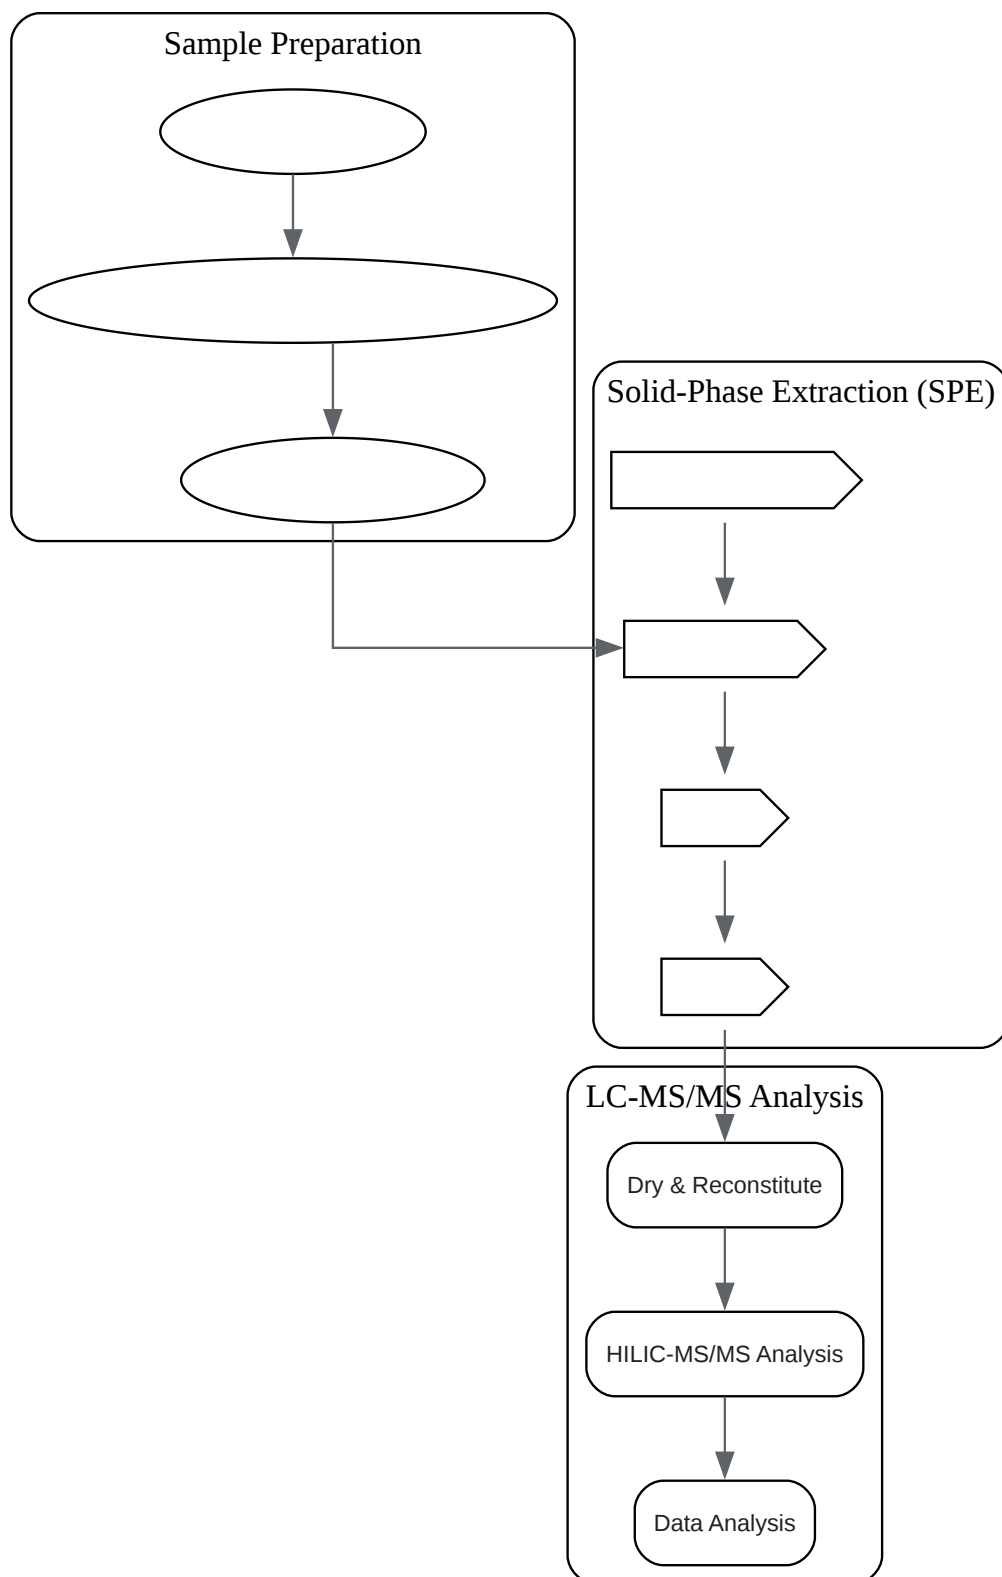 Sample Preparation
Solid-Phase Extraction (SPE)
LC-MS/MS Analysis
Dry & Reconstitute
HILIC-MS/MS Analysis
Data Analysis